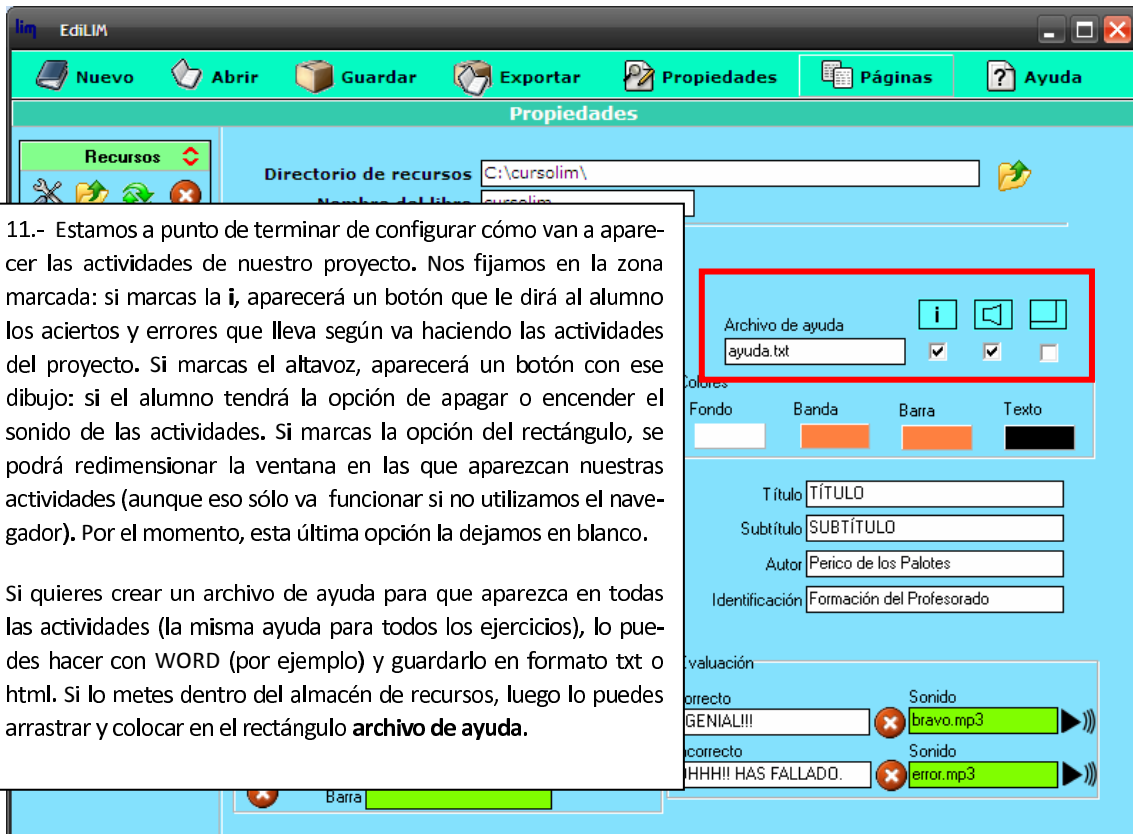 lim EdiLIM
Nuevo Abrir Guardar Exportar Propiedades Páginas Ayuda
Propiedades
Recursos
Directorio de recursos C:\cursolim\
Nombre del libro cursolim
11.- Estamos a punto de terminar de configurar cómo van a apare-
cer las actividades de nuestro proyecto. Nos fijamos en la zona
marcada: si marcas la i, aparecerá un botón que le dirá al alumno
los aciertos y errores que lleva según va haciendo las actividades
del proyecto. Si marcas el altavoz, aparecerá un botón con ese
dibujo: si el alumno tendrá la opción de apagar o encender el
sonido de las actividades. Si marcas la opción del rectángulo, se
podrá redimensionar la ventana en las que aparezcan nuestras
actividades (aunque eso sólo va funcionar si no utilizamos el nave-
gador). Por el momento, esta última opción la dejamos en blanco.
Si quieres crear un archivo de ayuda para que aparezca en todas
las actividades (la misma ayuda para todos los ejercicios), lo pue-
des hacer con WORD (por ejemplo) y guardarlo en formato txt o
html. Si lo metes dentro del almacén de recursos, luego lo puedes
arrastrar y colocar en el rectángulo archivo de ayuda.
Archivo de ayuda i
ayuda.txt
Colores
Fondo Banda Barra Texto
Título TÍTULO
Subtítulo SUBTÍTULO
Autor Perico de los Palotes
Identificación Formación del Profesorado
Evaluación
orrecto Sonido
GENIAL!!! bravo.mp3
correcto Sonido
HHH!! HAS FALLADO. error.mp3
Barra